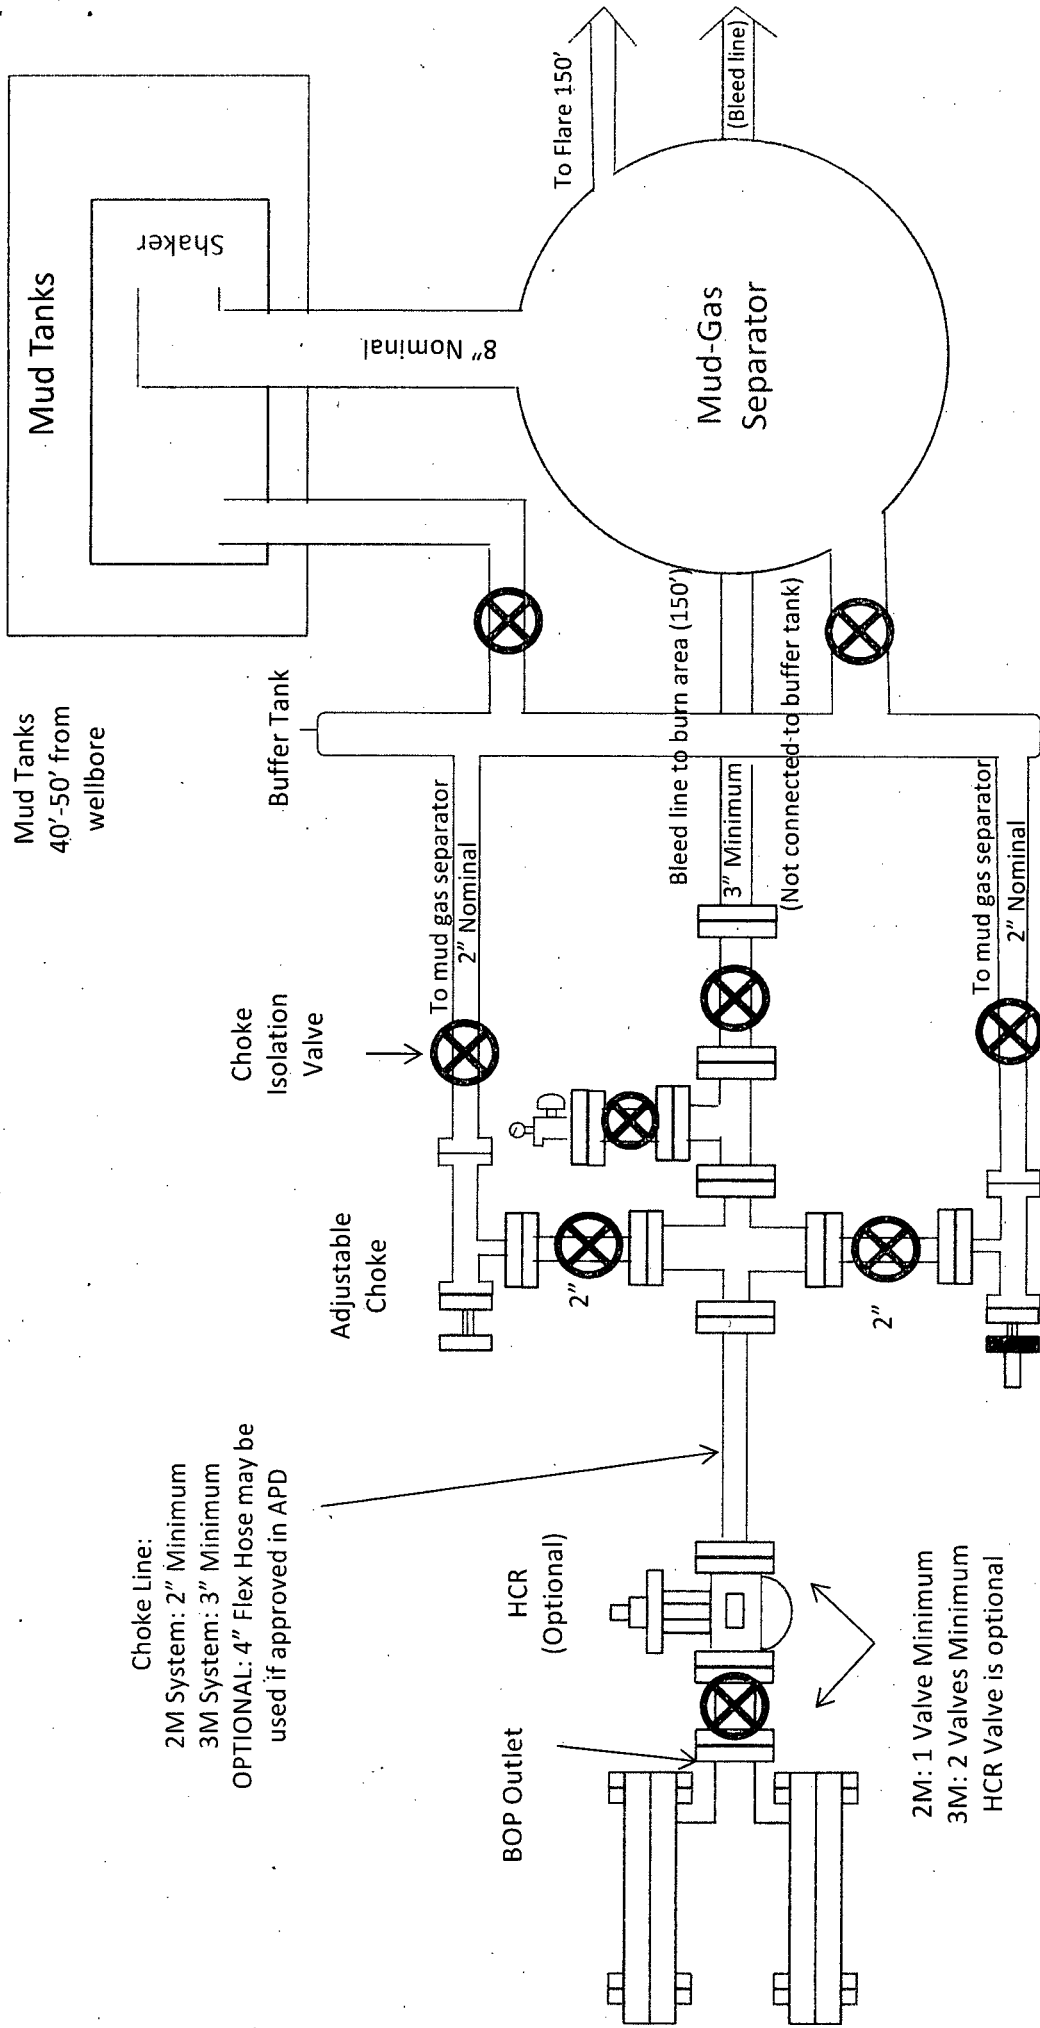 Choke Line:
2M System: 2” Minimum
3M System: 3” Minimum
OPTIONAL: 4” Flex Hose may be
used if approved in APD
Mud Tanks
40’-50’ from
wellbore
Mud Tanks
Shaker
8” Nominal
Buffer Tank
Choke
Isolation
Valve
Adjustable
Choke
To mud gas separator
2” Nominal
To Flare 150’
(Bleed line)
Mud-Gas
Separator
BOP Outlet
HCR
(Optional)
2”
2”
Bleed line to burn area (150’)
3” Minimum
(Not connected to buffer tank)
To mud gas separator
2” Nominal
2M: 1 Valve Minimum
3M: 2 Valves Minimum
HCR Valve is optional